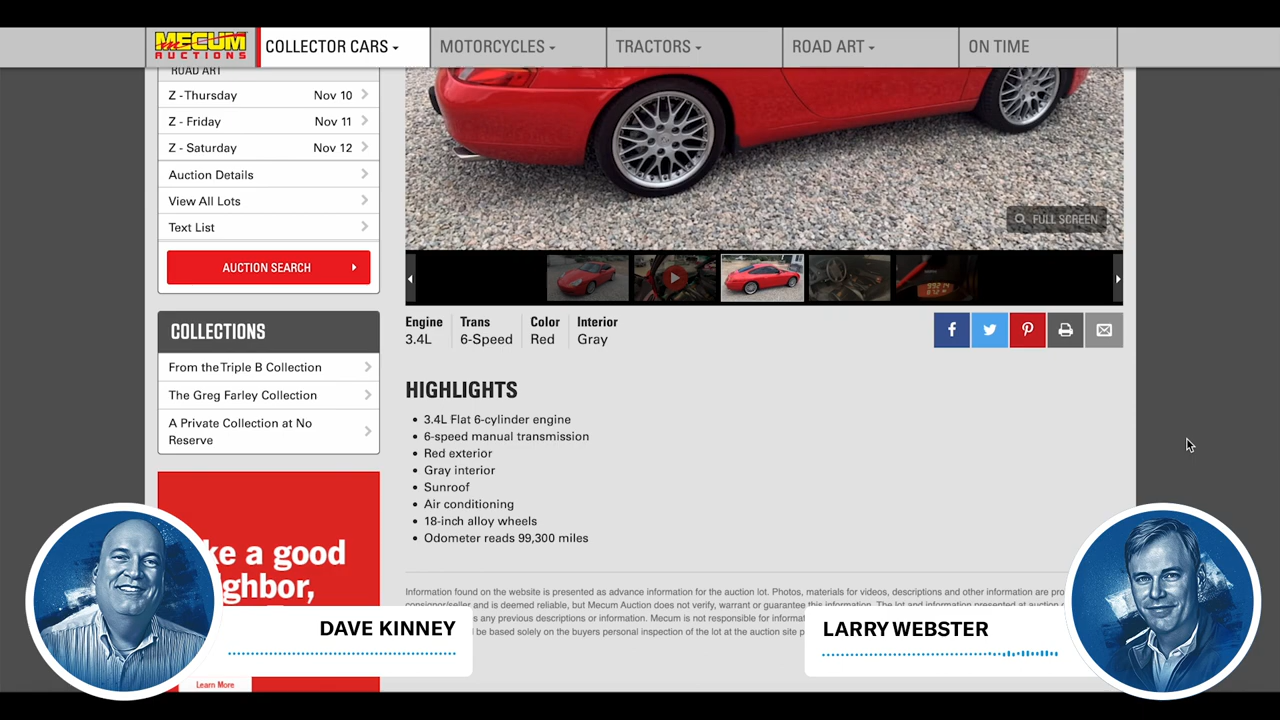 MECUM
AUCTIONS
COLLECTOR CARS
MOTORCYCLES
TRACTORS
ROAD ART
ON TIME
ROAD ART
Z - Thursday Nov 10
Z - Friday Nov 11
Z - Saturday Nov 12
Auction Details
View All Lots
Text List
AUCTION SEARCH
COLLECTIONS
From the Triple B Collection
The Greg Farley Collection
A Private Collection at No
Reserve
ke a good
ghbor,
Learn More
FULL SCREEN
Engine Trans Color Interior
3.4L 6-Speed Red Gray
HIGHLIGHTS
• 3.4L Flat 6-cylinder engine
• 6-speed manual transmission
• Red exterior
• Gray interior
• Sunroof
• Air conditioning
• 18-inch alloy wheels
• Odometer reads 99,300 miles
Information found on the website is presented as advance information for the auction lot. Photos, materials for videos, descriptions and other information are pro
consignor/seller and is deemed reliable, but Mecum Auction does not verify, warrant or guarantee this information. The lot and information presented at auction
s any previous descriptions or information. Mecum is not responsible for informa
d be based solely on the buyers personal inspection of the lot at the auction site p
DAVE KINNEY
LARRY WEBSTER